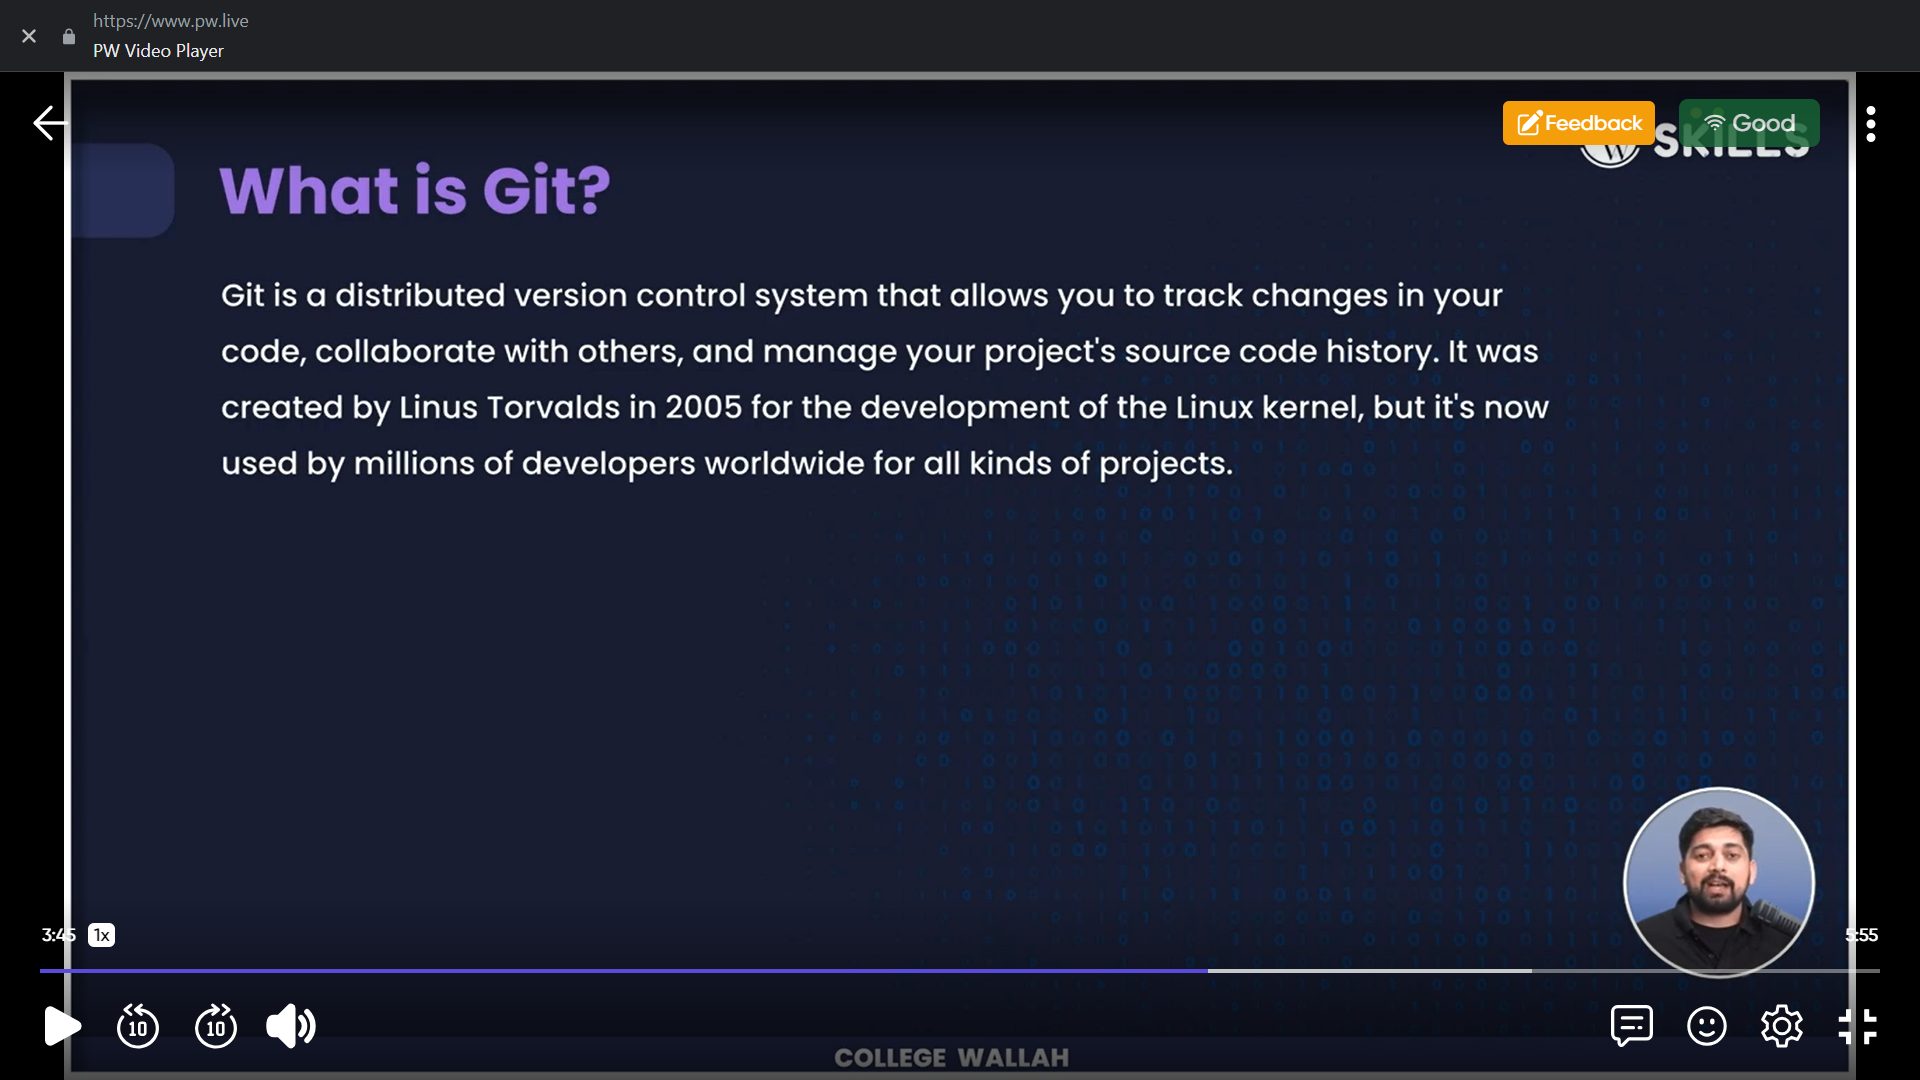 https://www.pw.live
PW Video Player
Feedback
Good
SKILLS
What is Git?
Git is a distributed version control system that allows you to track changes in your
code, collaborate with others, and manage your project's source code history. It was
created by Linus Torvalds in 2005 for the development of the Linux kernel, but it's now
used by millions of developers worldwide for all kinds of projects.
3:45
1x
5:55
10
10
COLLEGE WALLAH